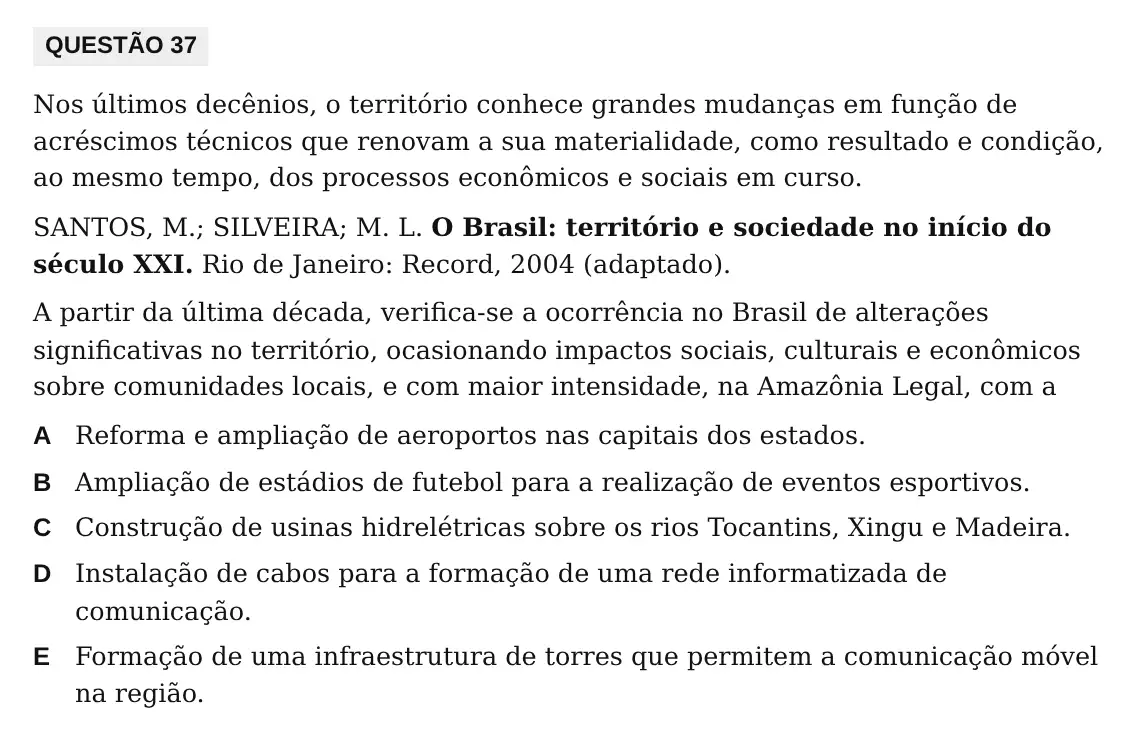 QUESTÃO 37
Nos últimos decênios, o território conhece grandes mudanças em função de
acréscimos técnicos que renovam a sua materialidade, como resultado e condição,
ao mesmo tempo, dos processos econômicos e sociais em curso.
SANTOS, M.; SILVEIRA; M. L. O Brasil: território e sociedade no início do
século XXI. Rio de Janeiro: Record, 2004 (adaptado).
A partir da última década, verifica-se a ocorrência no Brasil de alterações
significativas no território, ocasionando impactos sociais, culturais e econômicos
sobre comunidades locais, e com maior intensidade, na Amazônia Legal, com a
A Reforma e ampliação de aeroportos nas capitais dos estados.
B Ampliação de estádios de futebol para a realização de eventos esportivos.
C Construção de usinas hidrelétricas sobre os rios Tocantins, Xingu e Madeira.
D Instalação de cabos para a formação de uma rede informatizada de
comunicação.
E Formação de uma infraestrutura de torres que permitem a comunicação móvel
na região.